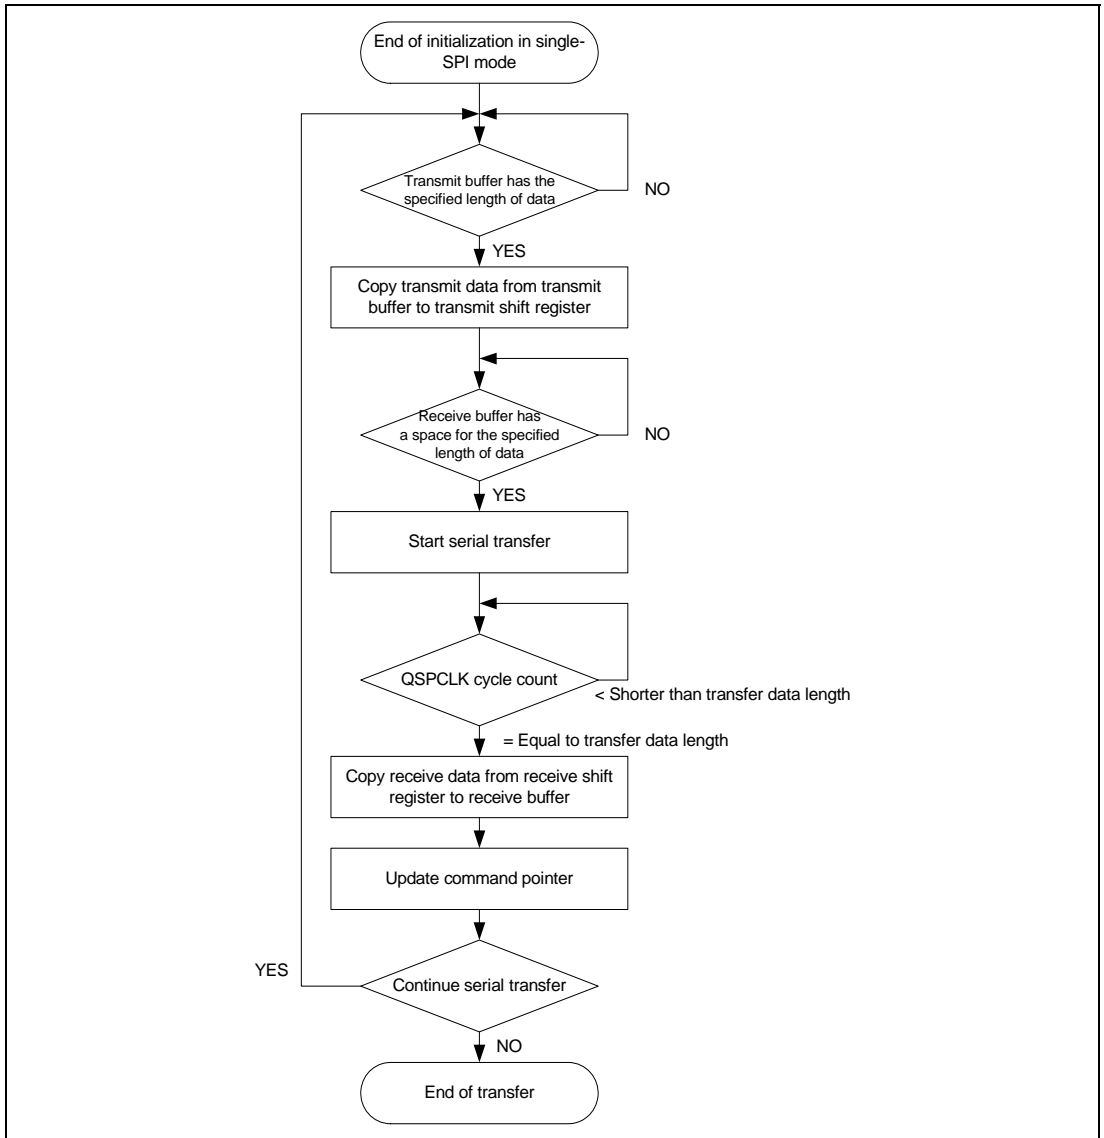 End of initialization in single-
SPI mode
Transmit buffer has the
specified length of data
NO
YES
Copy transmit data from transmit
buffer to transmit shift register
Receive buffer has
a space for the specified
length of data
NO
YES
Start serial transfer
QSPCLK cycle count
< Shorter than transfer data length
= Equal to transfer data length
Copy receive data from receive shift
register to receive buffer
Update command pointer
YES
Continue serial transfer
NO
End of transfer